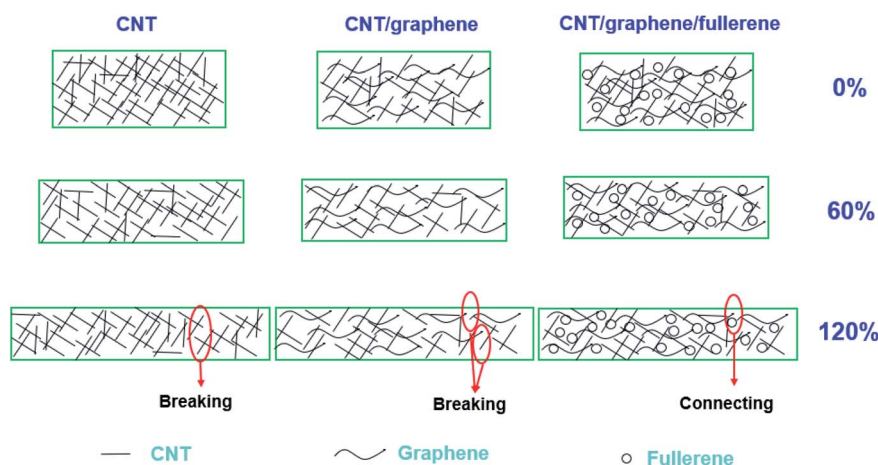 CNT CNT/graphene CNT/graphene/fullerene
0%
60%
120%
Breaking Breaking Connecting
CNT Graphene Fullerene